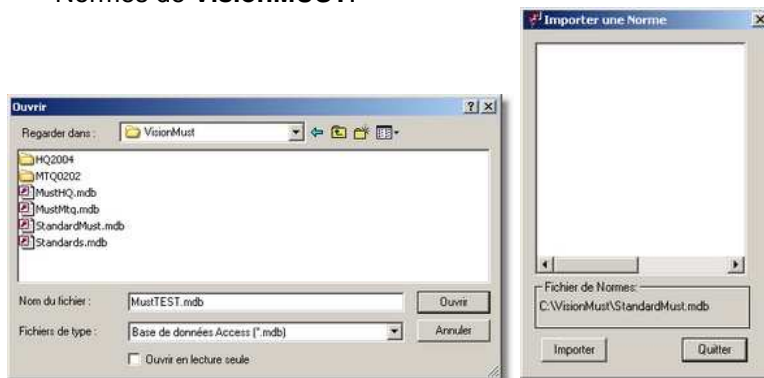 Normes de VisionMUST.
Ouvrir
Regarder dans :
VisionMust
HQ2004
MTQ0202
MustHQ.mdb
MustMtq.mdb
StandardMust.mdb
Standards.mdb
Nom du fichier :
MustTEST.mdb
Ouvrir
Fichiers de type :
Base de données Access (*.mdb)
Annuler
Ouvrir en lecture seule
Importer une Norme
Fichier de Normes:
C:\VisionMust\StandardMust.mdb
Importer
Quitter